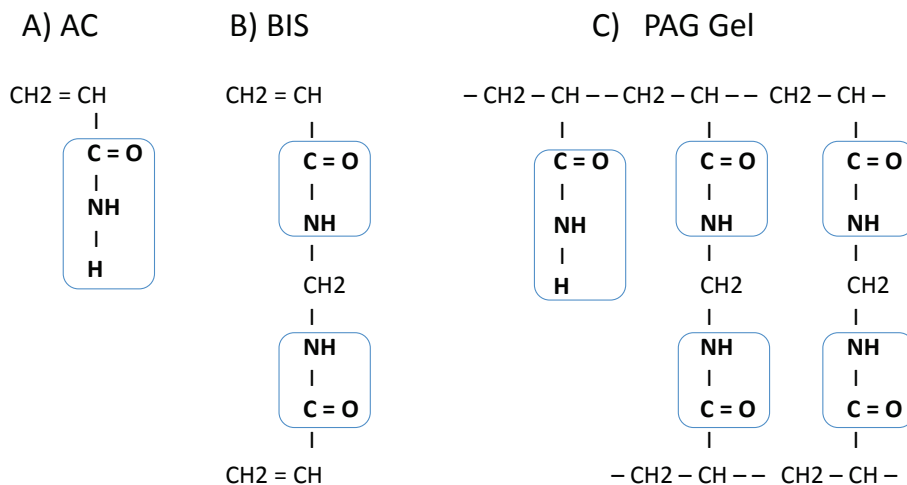 A) AC
B) BIS
C) PAG Gel
CH2 = CH
I
C = O
I
NH
I
H
CH2 = CH
I
C = O
I
NH
I
CH2
I
NH
I
C = O
I
CH2 = CH
– CH2 – CH – – CH2 – CH – – CH2 – CH –
I I I
C = O C = O C = O
I I I
NH NH NH
I I I
H CH2 CH2
I I
NH NH
I I
C = O C = O
I I
– CH2 – CH – – CH2 – CH –